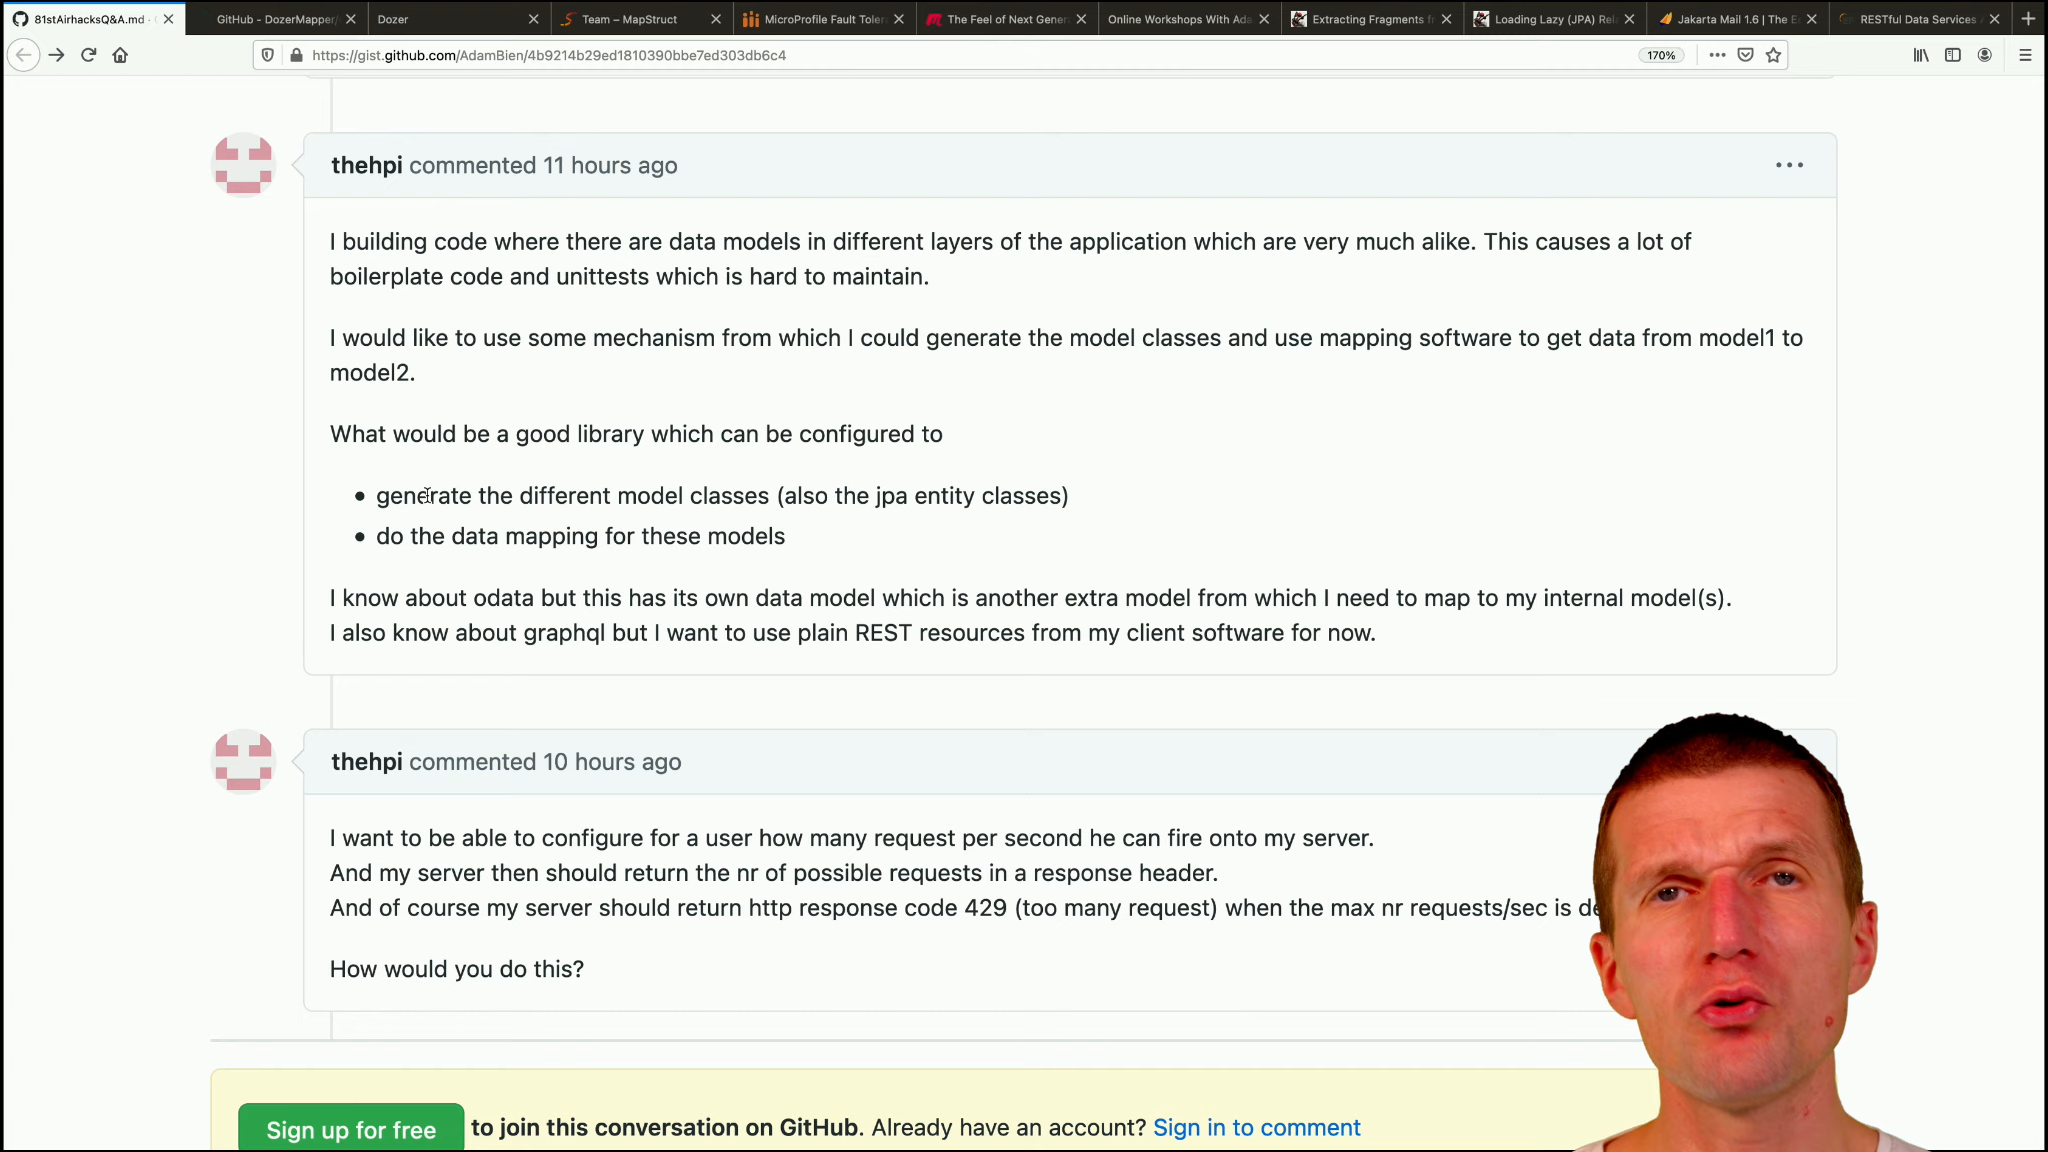 81stAirhacksQ&A.md
GitHub - DozerMapper/
Dozer
Team – MapStruct
MicroProfile Fault Toler
The Feel of Next Gener
Online Workshops With Ada
Extracting Fragments f
Loading Lazy (JPA) Rel
Jakarta Mail 1.6 | The E
RESTful Data Services
https://gist.github.com/AdamBien/4b9214b29ed1810390bbe7ed303db6c4
170%
thehpi commented 11 hours ago
I building code where there are data models in different layers of the application which are very much alike. This causes a lot of
boilerplate code and unittests which is hard to maintain.
I would like to use some mechanism from which I could generate the model classes and use mapping software to get data from model1 to
model2.
What would be a good library which can be configured to
• generate the different model classes (also the jpa entity classes)
• do the data mapping for these models
I know about odata but this has its own data model which is another extra model from which I need to map to my internal model(s).
I also know about graphql but I want to use plain REST resources from my client software for now.
thehpi commented 10 hours ago
I want to be able to configure for a user how many request per second he can fire onto my server.
And my server then should return the nr of possible requests in a response header.
And of course my server should return http response code 429 (too many request) when the max nr requests/sec is de
How would you do this?
Sign up for free to join this conversation on GitHub. Already have an account? Sign in to comment